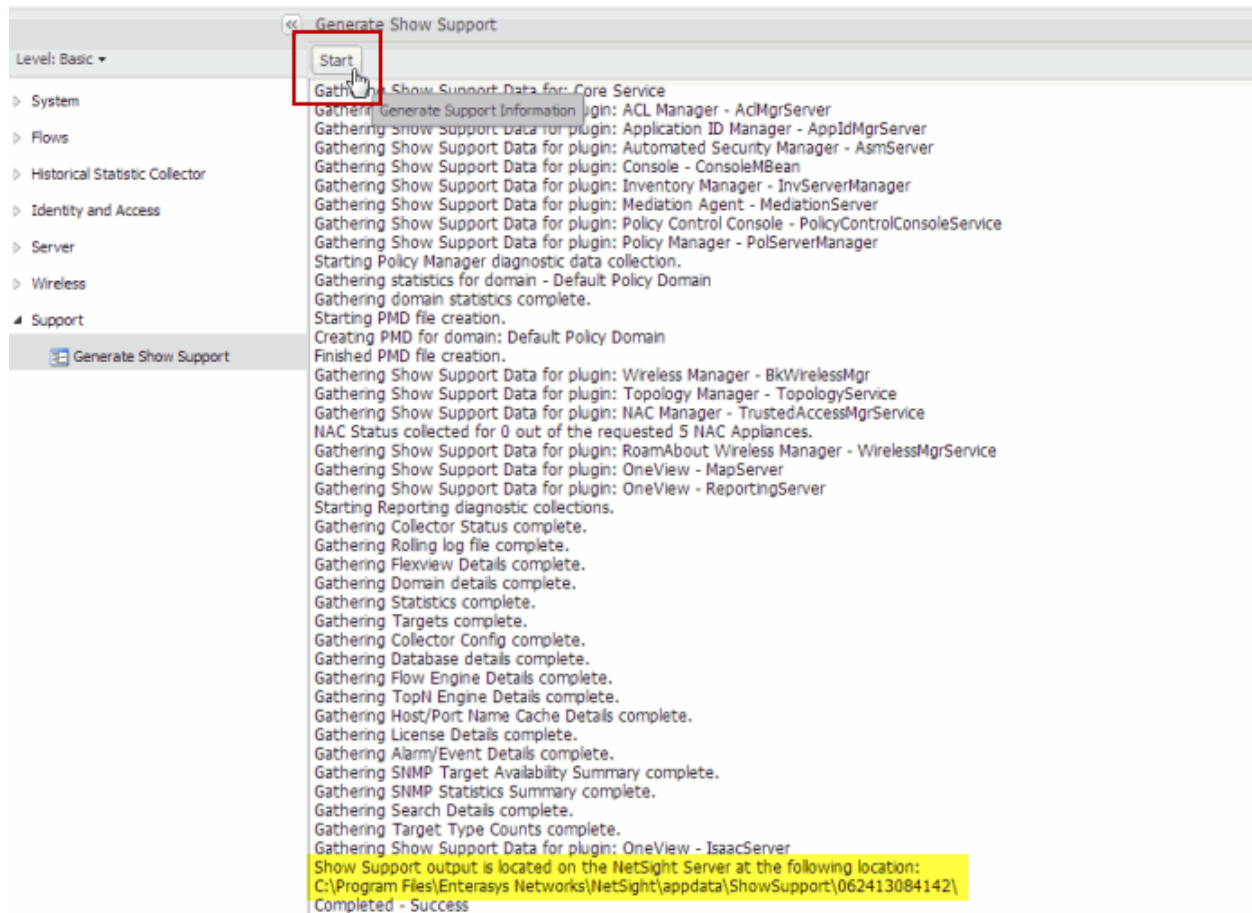 «
Generate Show Support
Level: Basic
Start
System
Flows
Historical Statistic Collector
Identity and Access
Server
Wireless
Support
Generate Show Support
Gathering Show Support Data for: Core Service
Gatherin
Generate Support Information
ugin: ACL Manager - AclMgrServer
Gathering Show Support Data for plugin: Application ID Manager - AppIdMgrServer
Gathering Show Support Data for plugin: Automated Security Manager - AsmServer
Gathering Show Support Data for plugin: Console - ConsoleMBean
Gathering Show Support Data for plugin: Inventory Manager - InvServerManager
Gathering Show Support Data for plugin: Mediation Agent - MediationServer
Gathering Show Support Data for plugin: Policy Control Console - PolicyControlConsoleService
Gathering Show Support Data for plugin: Policy Manager - PolServerManager
Starting Policy Manager diagnostic data collection.
Gathering statistics for domain - Default Policy Domain
Gathering domain statistics complete.
Starting PMD file creation.
Creating PMD for domain: Default Policy Domain
Finished PMD file creation.
Gathering Show Support Data for plugin: Wireless Manager - BkWirelessMgr
Gathering Show Support Data for plugin: Topology Manager - TopologyService
Gathering Show Support Data for plugin: NAC Manager - TrustedAccessMgrService
NAC Status collected for 0 out of the requested 5 NAC Appliances.
Gathering Show Support Data for plugin: RoamAbout Wireless Manager - WirelessMgrService
Gathering Show Support Data for plugin: OneView - MapServer
Gathering Show Support Data for plugin: OneView - ReportingServer
Starting Reporting diagnostic collections.
Gathering Collector Status complete.
Gathering Rolling log file complete.
Gathering Flexview Details complete.
Gathering Domain details complete.
Gathering Statistics complete.
Gathering Targets complete.
Gathering Collector Config complete.
Gathering Database details complete.
Gathering Flow Engine Details complete.
Gathering TopN Engine Details complete.
Gathering Host/Port Name Cache Details complete.
Gathering License Details complete.
Gathering Alarm/Event Details complete.
Gathering SNMP Target Availability Summary complete.
Gathering SNMP Statistics Summary complete.
Gathering Search Details complete.
Gathering Target Type Counts complete.
Gathering Show Support Data for plugin: OneView - IsaacServer
Show Support output is located on the NetSight Server at the following location:
C:\Program Files\Enterasys Networks\NetSight\appdata\ShowSupport\062413084142\
Completed - Success